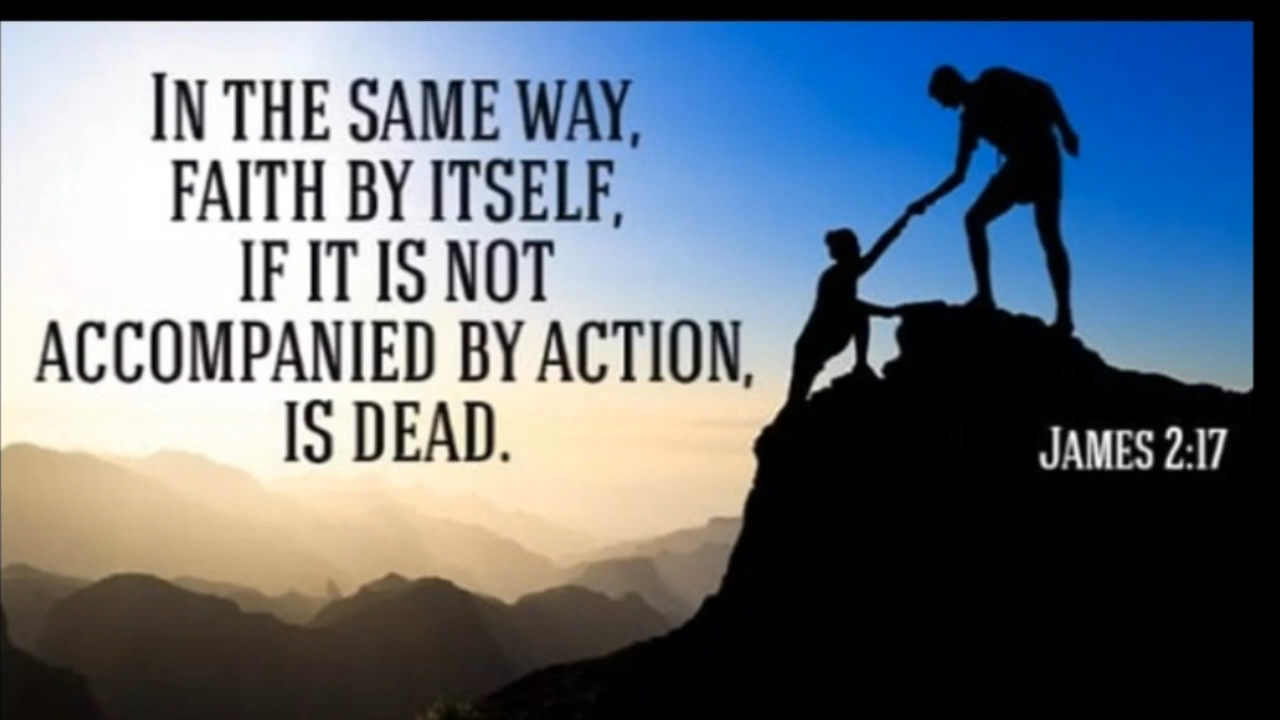 IN THE SAME WAY,
FAITH BY ITSELF,
IF IT IS NOT
ACCOMPANIED BY ACTION,
IS DEAD.
JAMES 2:17